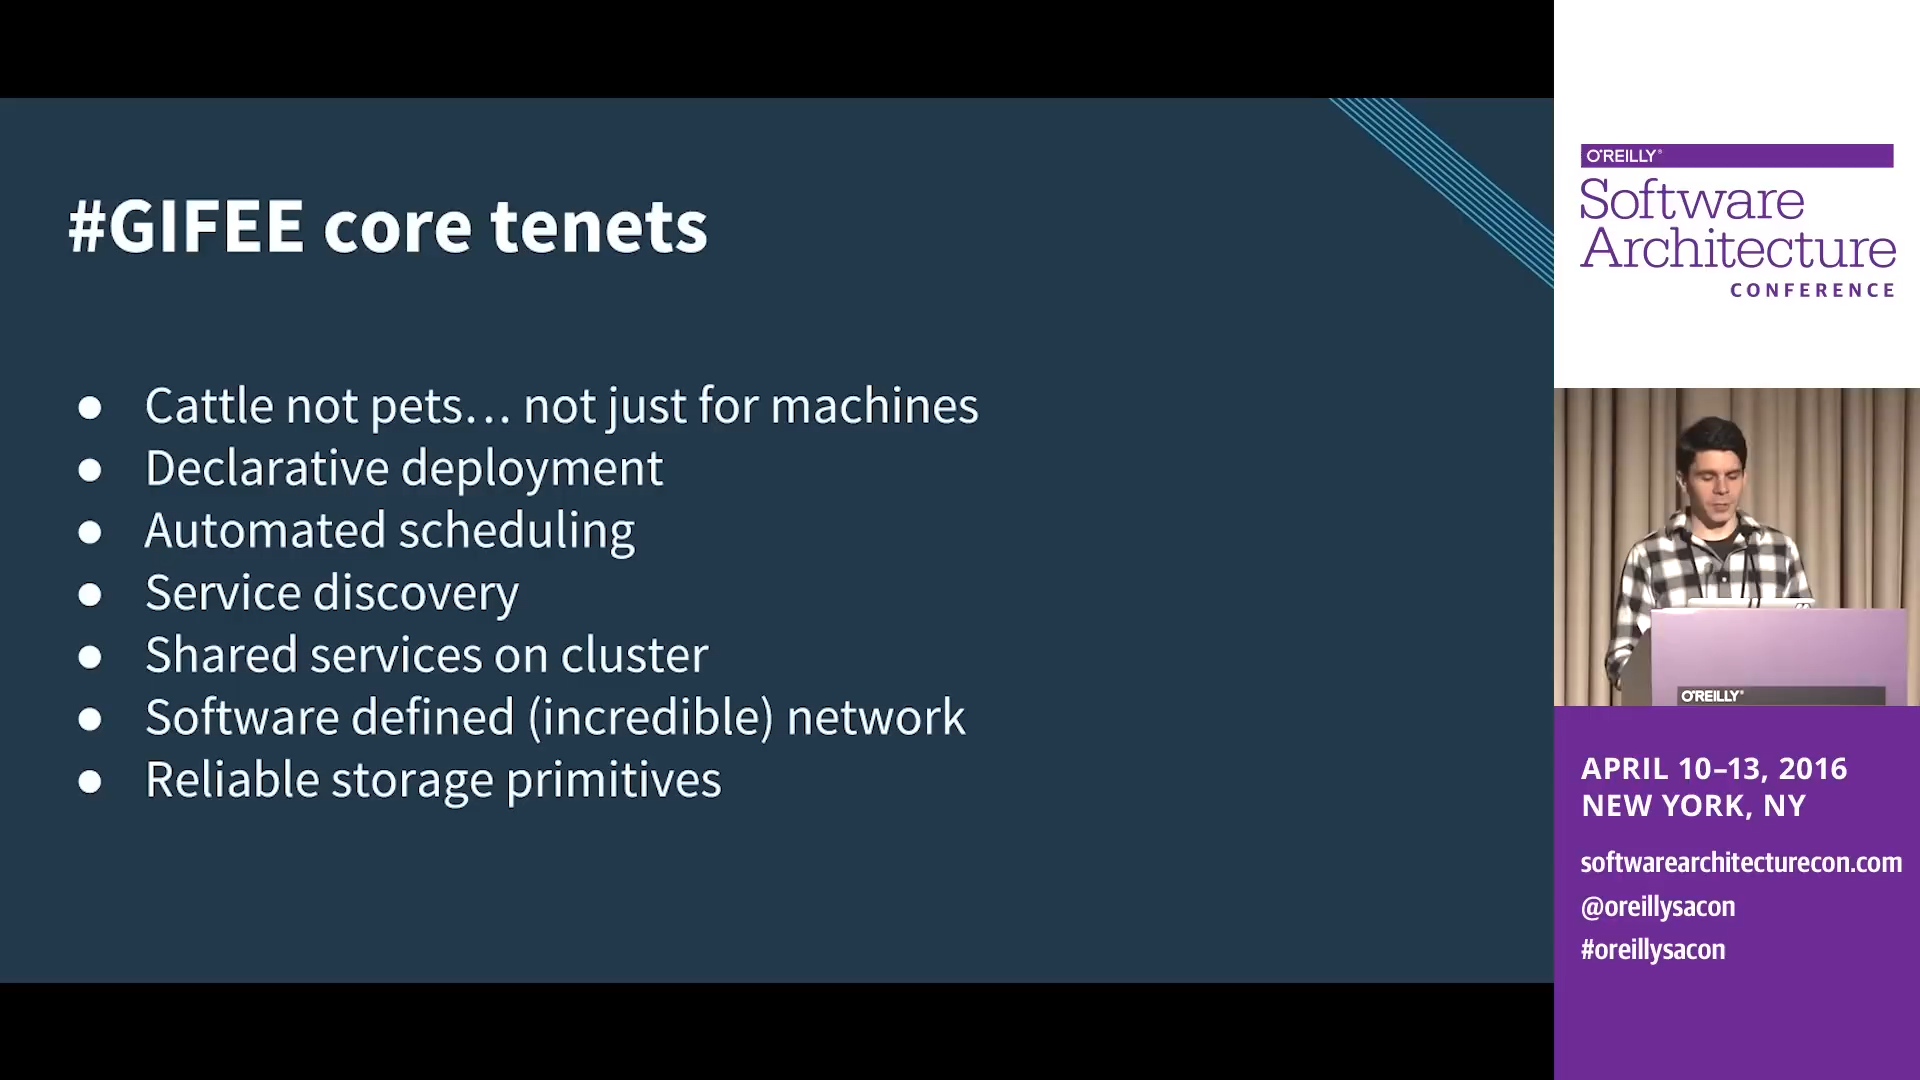 #GIFEE core tenets
● Cattle not pets… not just for machines
● Declarative deployment
● Automated scheduling
● Service discovery
● Shared services on cluster
● Software defined (incredible) network
● Reliable storage primitives
O'REILLY®
Software
Architecture
CONFERENCE
O'REILLY®
APRIL 10–13, 2016
NEW YORK, NY
softwarearchitecturecon.com
@oreillysacon
#oreillysacon